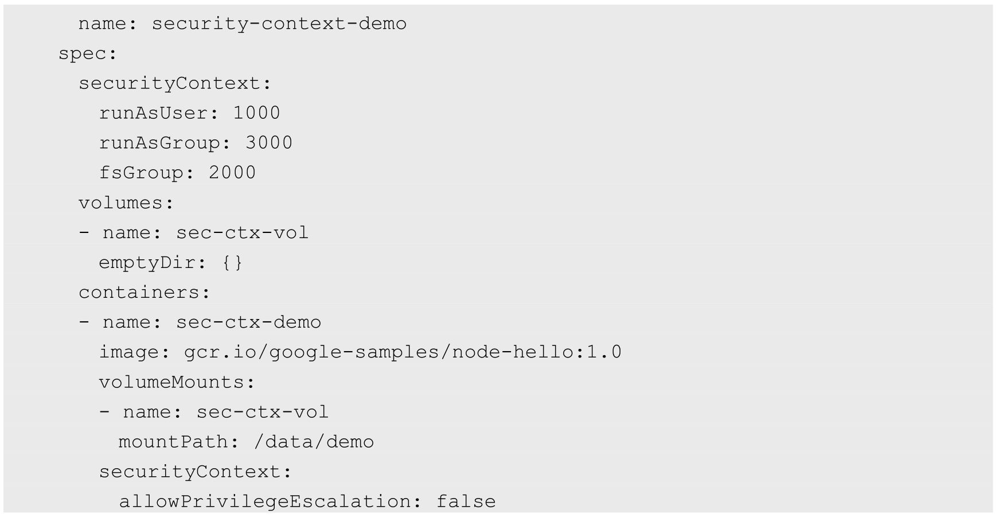 name: security-context-demo
spec:
securityContext:
runAsUser: 1000
runAsGroup: 3000
fsGroup: 2000
volumes:
- name: sec-ctx-vol
emptyDir: {}
containers:
- name: sec-ctx-demo
image: gcr.io/google-samples/node-hello:1.0
volumeMounts:
- name: sec-ctx-vol
mountPath: /data/demo
securityContext:
allowPrivilegeEscalation: false